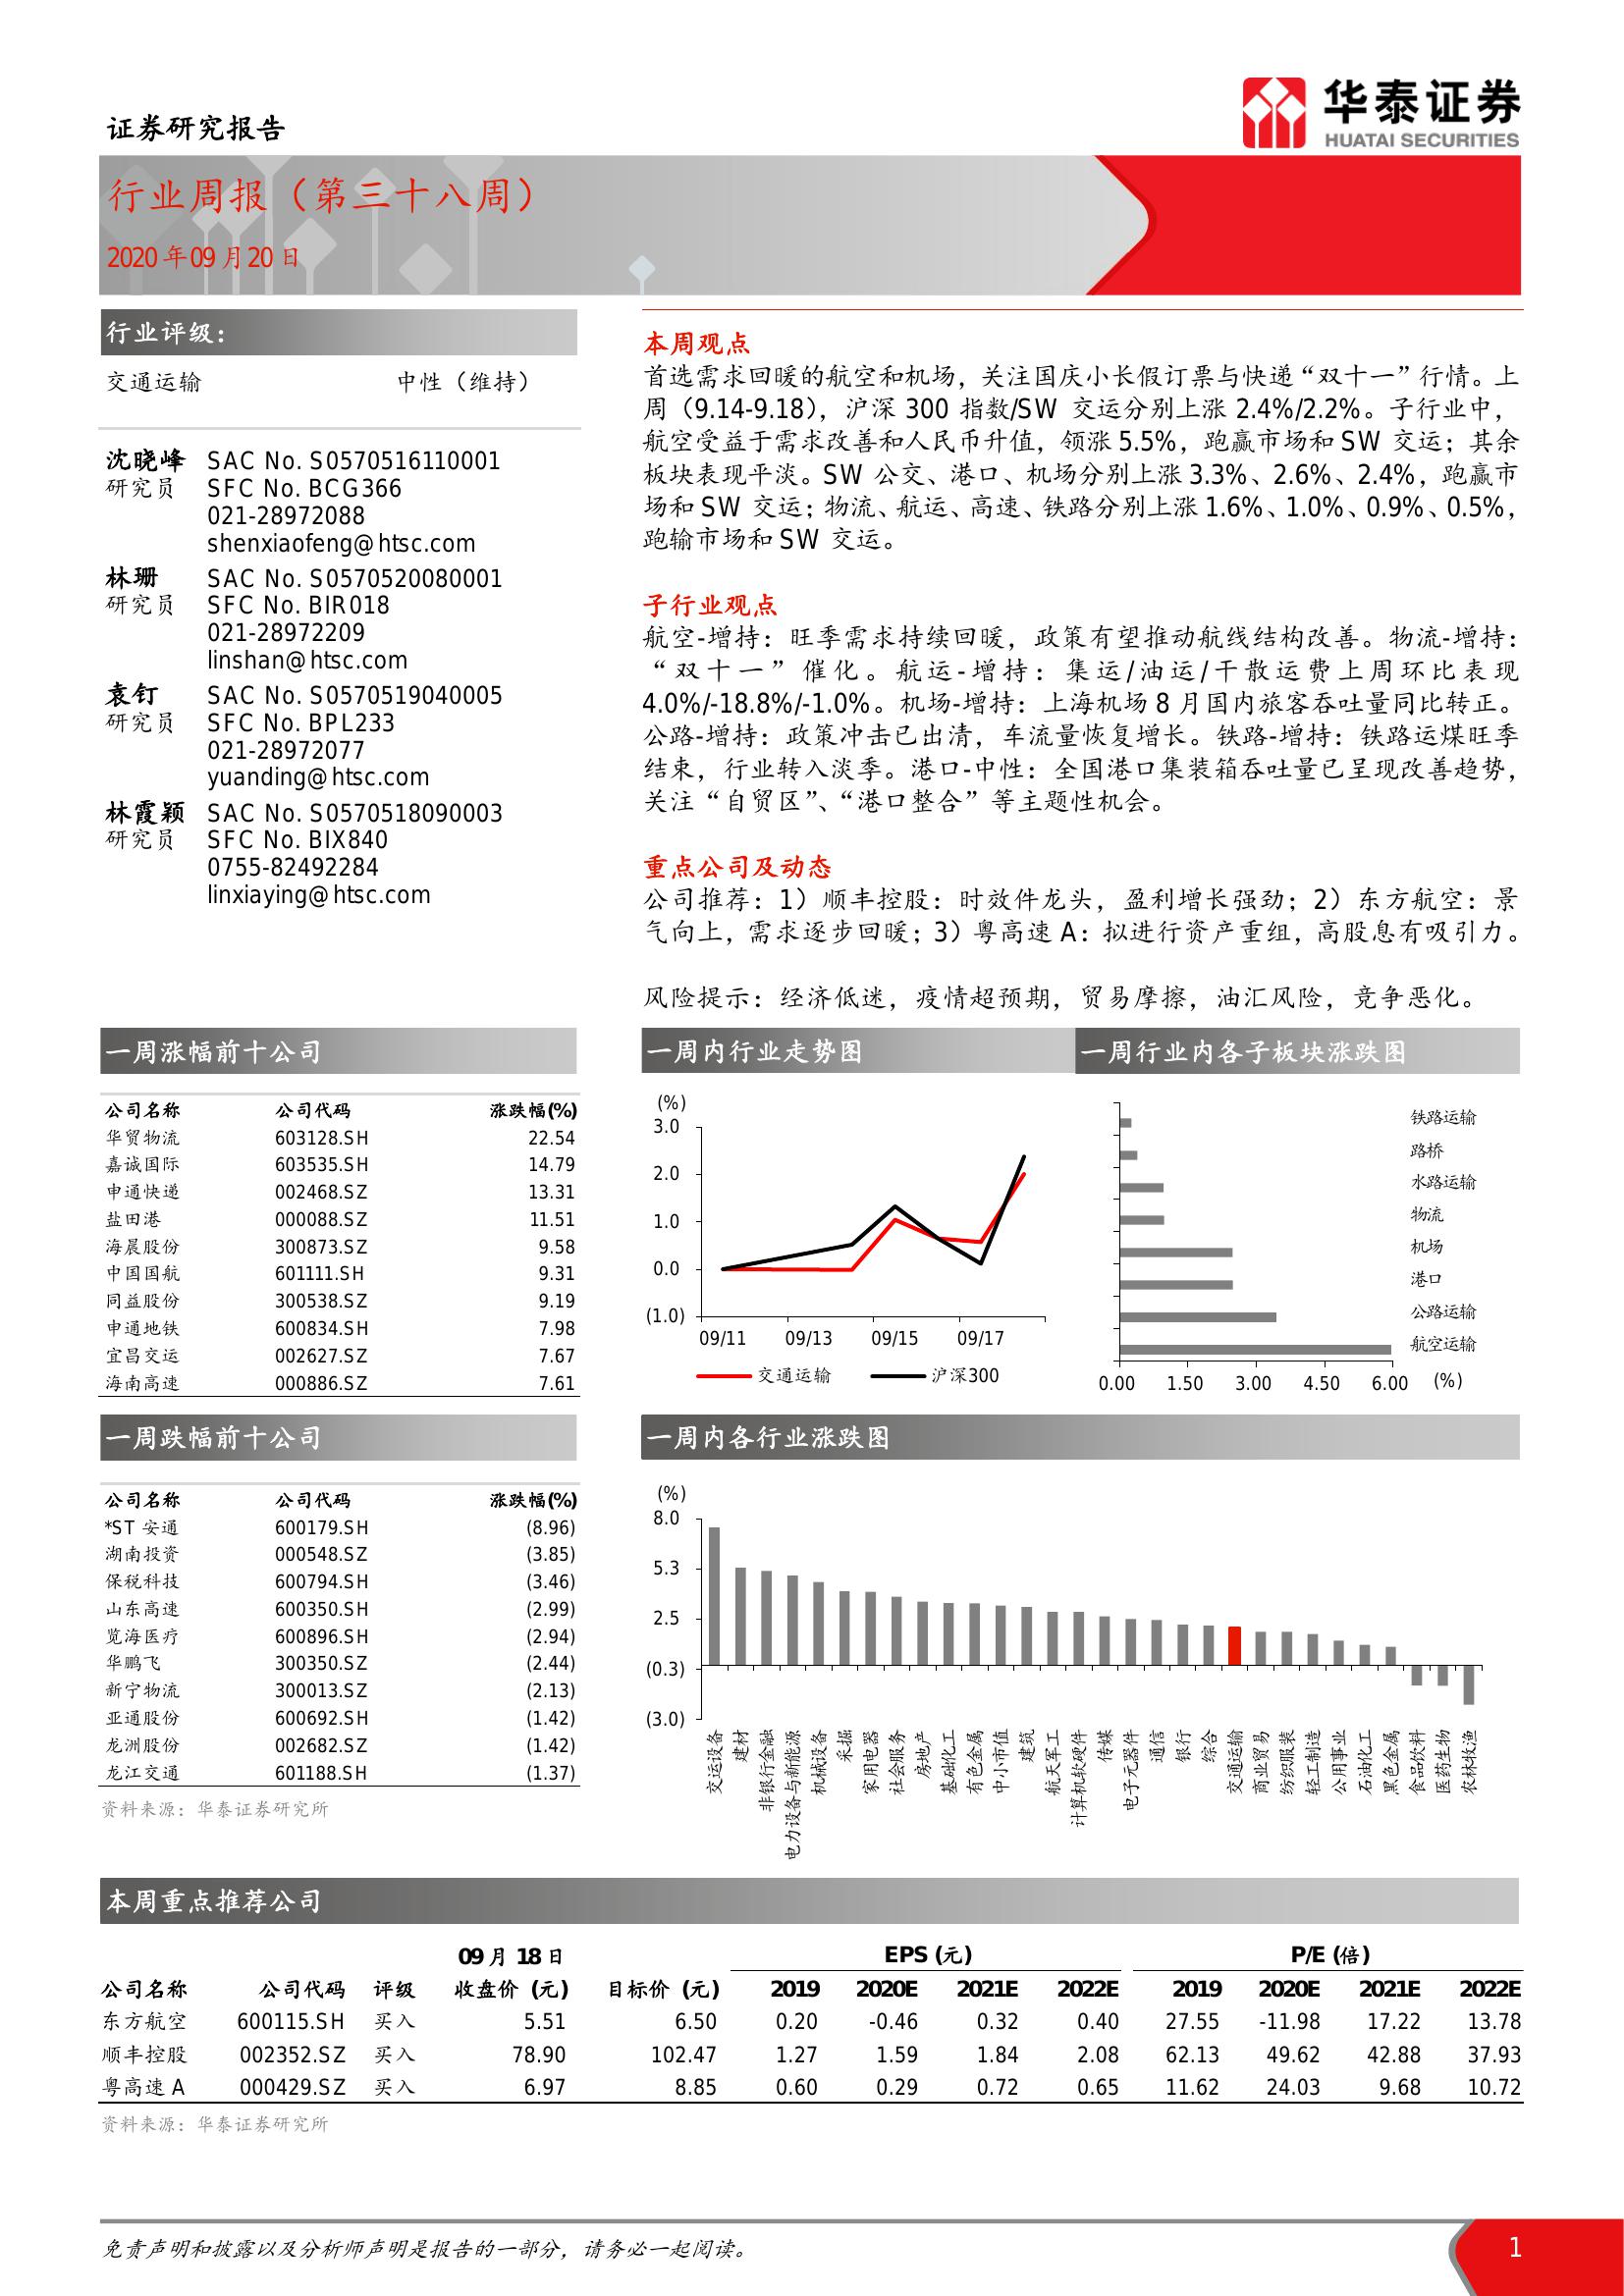 证券研究报告
华泰证券
HUATAI SECURITIES
行业周报（第三十八周）
2020年09月20日
行业评级：
交通运输 中性（维持）
沈晓峰 SAC No. S0570516110001
研究员 SFC No. BCG366
021-28972088
shenxiaofeng@htsc.com
林珊 SAC No. S0570520080001
研究员 SFC No. BIR018
021-28972209
linshan@htsc.com
袁钉 SAC No. S0570519040005
研究员 SFC No. BPL233
021-28972077
yuanding@htsc.com
林霞颖 SAC No. S0570518090003
研究员 SFC No. BIX840
0755-82492284
linxiaying@htsc.com
本周观点
首选需求回暖的航空和机场，关注国庆小长假订票与快递“双十一”行情。上
周（9.14-9.18），沪深 300 指数/SW 交运分别上涨 2.4%/2.2%。子行业中，
航空受益于需求改善和人民币升值，领涨 5.5%，跑赢市场和 SW 交运；其余
板块表现平淡。SW 公交、港口、机场分别上涨 3.3%、2.6%、2.4%，跑赢市
场和 SW 交运；物流、航运、高速、铁路分别上涨 1.6%、1.0%、0.9%、0.5%，
跑输市场和 SW 交运。
子行业观点
航空-增持：旺季需求持续回暖，政策有望推动航线结构改善。物流-增持：
“双十一”催化。航运-增持：集运/油运/干散运费上周环比表现
4.0%/-18.8%/-1.0%。机场-增持：上海机场 8 月国内旅客吞吐量同比转正。
公路-增持：政策冲击已出清，车流量恢复增长。铁路-增持：铁路运煤旺季
结束，行业转入淡季。港口-中性：全国港口集装箱吞吐量已呈现改善趋势，
关注“自贸区”、“港口整合”等主题性机会。
重点公司及动态
公司推荐：1）顺丰控股：时效件龙头，盈利增长强劲；2）东方航空：景
气向上，需求逐步回暖；3）粤高速 A：拟进行资产重组，高股息有吸引力。
风险提示：经济低迷，疫情超预期，贸易摩擦，油汇风险，竞争恶化。
一周涨幅前十公司
公司名称 公司代码 涨跌幅(%)
华贸物流 603128.SH 22.54
嘉诚国际 603535.SH 14.79
申通快递 002468.SZ 13.31
盐田港 000088.SZ 11.51
海晨股份 300873.SZ 9.58
中国国航 601111.SH 9.31
同益股份 300538.SZ 9.19
申通地铁 600834.SH 7.98
宜昌交运 002627.SZ 7.67
海南高速 000886.SZ 7.61
一周内行业走势图
(%)
3.0
2.0
1.0
0.0
(1.0)
09/11 09/13 09/15 09/17
交通运输 沪深300
一周行业内各子板块涨跌图
铁路运输
路桥
水路运输
物流
机场
港口
公路运输
航空运输
0.00 1.50 3.00 4.50 6.00 (%)
一周跌幅前十公司
公司名称 公司代码 涨跌幅(%)
*ST 安通 600179.SH (8.96)
湖南投资 000548.SZ (3.85)
保税科技 600794.SH (3.46)
山东高速 600350.SH (2.99)
览海医疗 600896.SH (2.94)
华鹏飞 300350.SZ (2.44)
新宁物流 300013.SZ (2.13)
亚通股份 600692.SH (1.42)
龙洲股份 002682.SZ (1.42)
龙江交通 601188.SH (1.37)
资料来源：华泰证券研究所
一周内各行业涨跌图
(%)
8.0
5.3
2.5
(0.3)
(3.0)
交运设备
建材
非银行金融
电力设备与新能源
机械设备
采掘
家用电器
社会服务
房地产
基础化工
有色金属
中小市值
建筑
航天军工
计算机软硬件
传媒
电子元器件
通信
银行
综合
交通运输
商业贸易
纺织服装
轻工制造
公用事业
石油化工
黑色金属
食品饮料
医药生物
农林牧渔
本周重点推荐公司
09 月 18 日 EPS (元) P/E (倍)
公司名称 公司代码 评级 收盘价 (元) 目标价 (元) 2019 2020E 2021E 2022E 2019 2020E 2021E 2022E
东方航空 600115.SH 买入 5.51 6.50 0.20 -0.46 0.32 0.40 27.55 -11.98 17.22 13.78
顺丰控股 002352.SZ 买入 78.90 102.47 1.27 1.59 1.84 2.08 62.13 49.62 42.88 37.93
粤高速 A 000429.SZ 买入 6.97 8.85 0.60 0.29 0.72 0.65 11.62 24.03 9.68 10.72
资料来源：华泰证券研究所
免责声明和披露以及分析师声明是报告的一部分，请务必一起阅读。 1